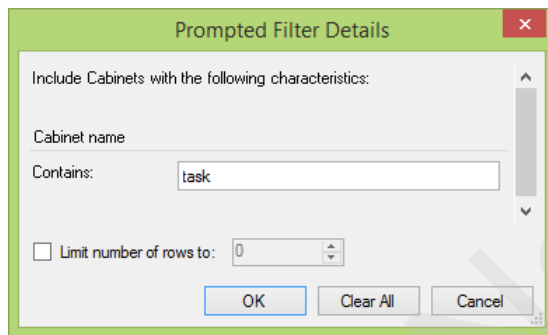 Prompted Filter Details
Include Cabinets with the following characteristics:
Cabinet name
Contains: task
Limit number of rows to: 0
OK Clear All Cancel